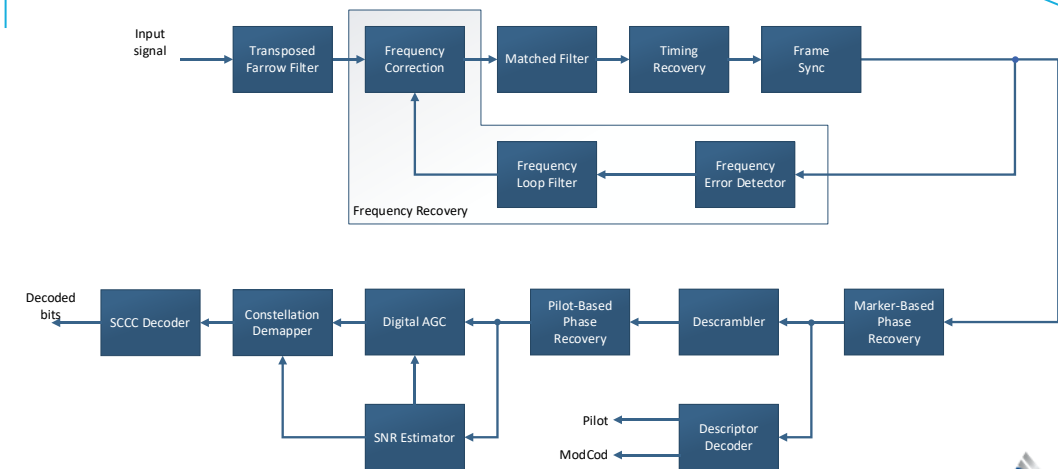 Input
signal
Transposed
Farrow Filter
Frequency
Correction
Matched Filter
Timing
Recovery
Frame
Sync
Frequency
Loop Filter
Frequency
Error Detector
Frequency Recovery
Decoded
bits
SCCC Decoder
Constellation
Demapper
Digital AGC
Pilot-Based
Phase
Recovery
Descrambler
Marker-Based
Phase
Recovery
SNR Estimator
Pilot
ModCod
Descriptor
Decoder